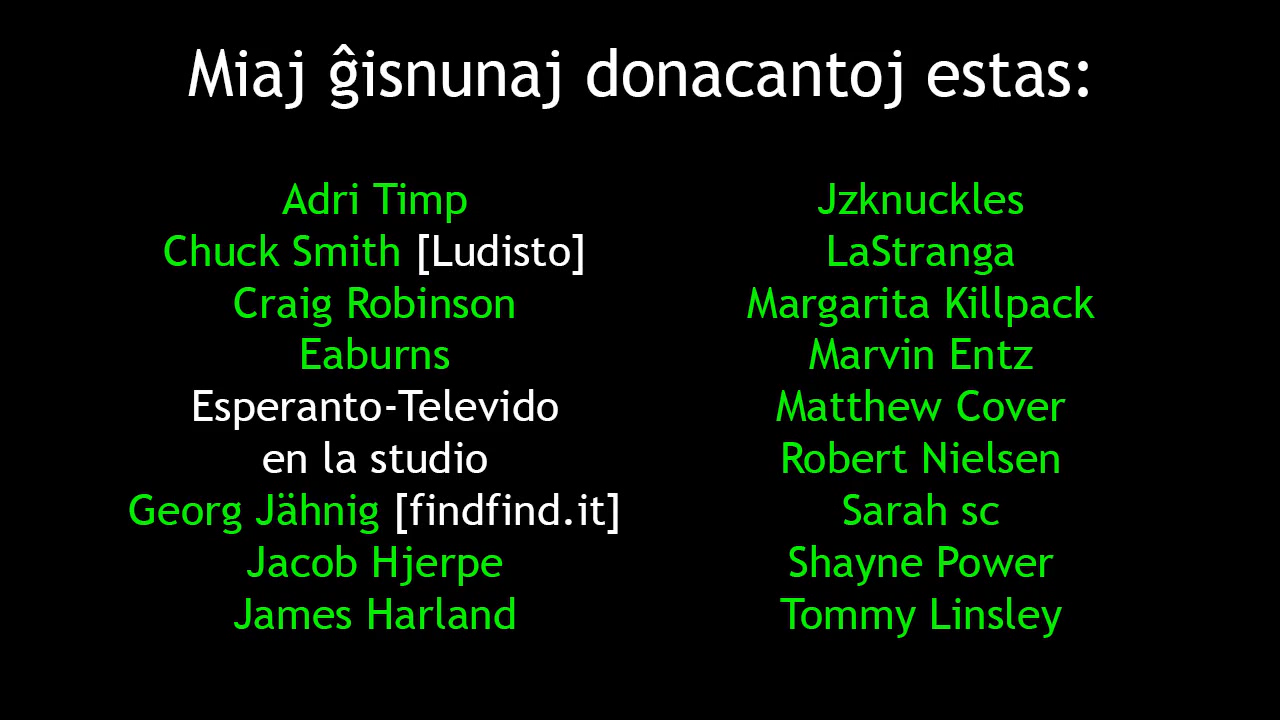 Miaj ĝisnunaj donacantoj estas:
Adri Timp
Chuck Smith [Ludisto]
Craig Robinson
Eaburns
Esperanto-Televido
en la studio
Georg Jähnig [findfind.it]
Jacob Hjerpe
James Harland
Jzknuckles
LaStranga
Margarita Killpack
Marvin Entz
Matthew Cover
Robert Nielsen
Sarah sc
Shayne Power
Tommy Linsley